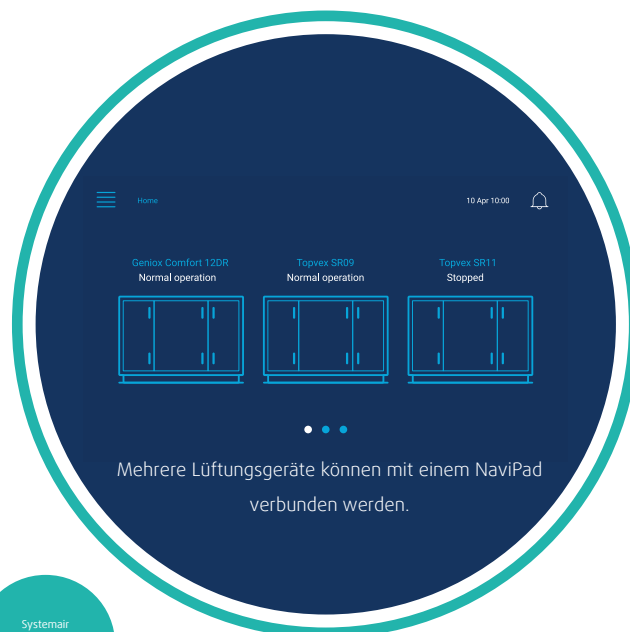 Home
10 Apr 10:00
Geniox Comfort 12DR
Normal operation
Topvex SR09
Normal operation
Topvex SR11
Stopped
Mehrere Lüftungsgeräte können mit einem NaviPad
verbunden werden.
Systemair